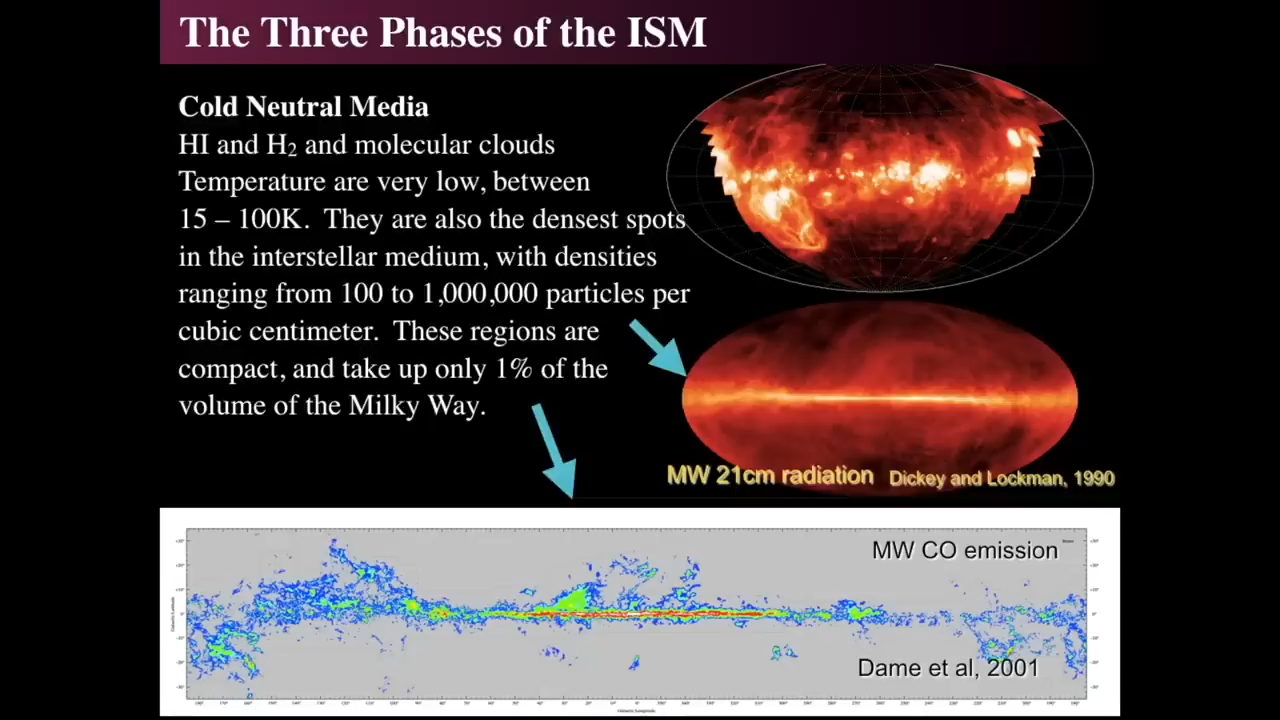 The Three Phases of the ISM
Cold Neutral Media
HI and H₂ and molecular clouds
Temperature are very low, between
15 – 100K. They are also the densest spots
in the interstellar medium, with densities
ranging from 100 to 1,000,000 particles per
cubic centimeter. These regions are
compact, and take up only 1% of the
volume of the Milky Way.
MW 21cm radiation Dickey and Lockman, 1990
MW CO emission
Dame et al, 2001